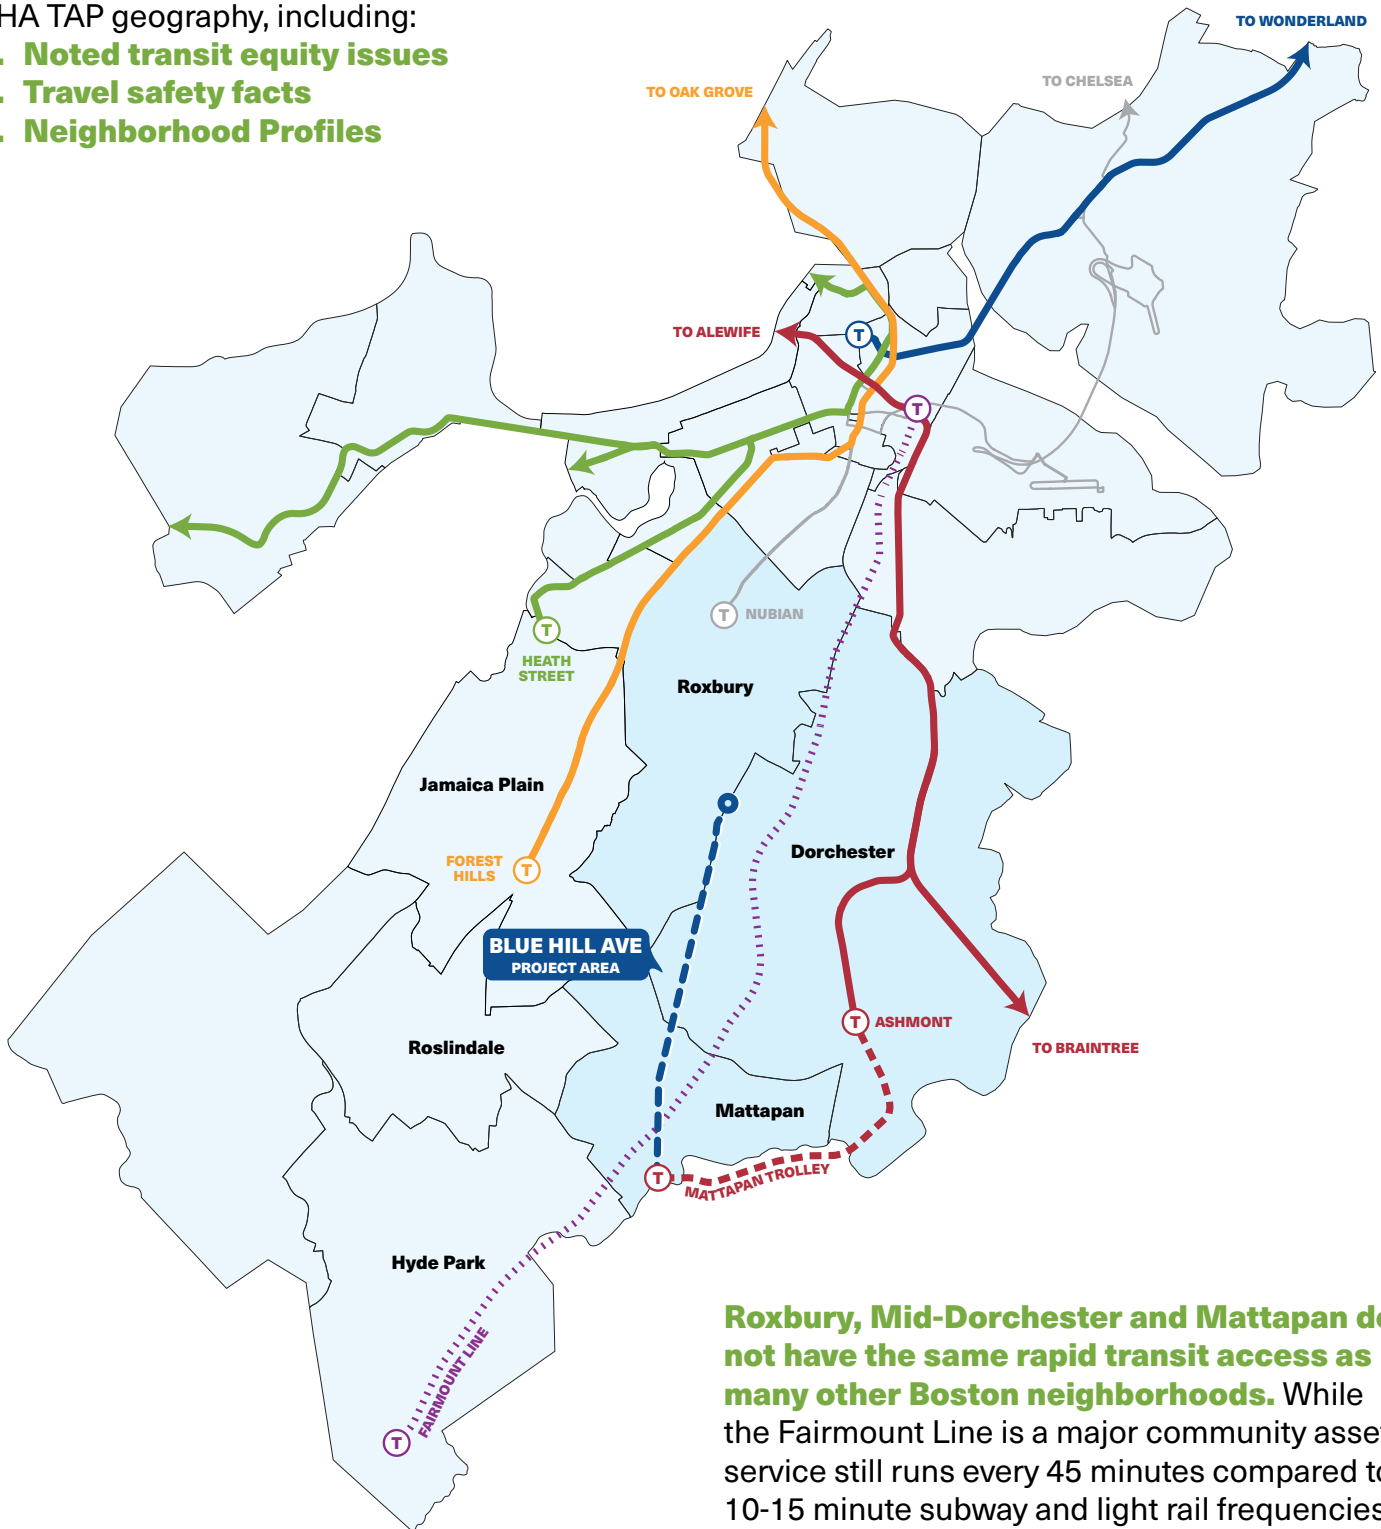 HA TAP geography, including:
. Noted transit equity issues
. Travel safety facts
. Neighborhood Profiles
TO WONDERLAND
TO CHELSEA
TO OAK GROVE
TO ALEWIFE
T
T
T NUBIAN
T
HEATH
STREET
Roxbury
Jamaica Plain
Dorchester
FOREST
HILLS
T
BLUE HILL AVE
PROJECT AREA
T ASHMONT
TO BRAINTREE
Roslindale
Mattapan
T
MATTAPAN TROLLEY
Hyde Park
FAIRMOUNT LINE
T
Roxbury, Mid-Dorchester and Mattapan do
not have the same rapid transit access as
many other Boston neighborhoods. While
the Fairmount Line is a major community asse
service still runs every 45 minutes compared to
10-15 minute subway and light rail frequencies